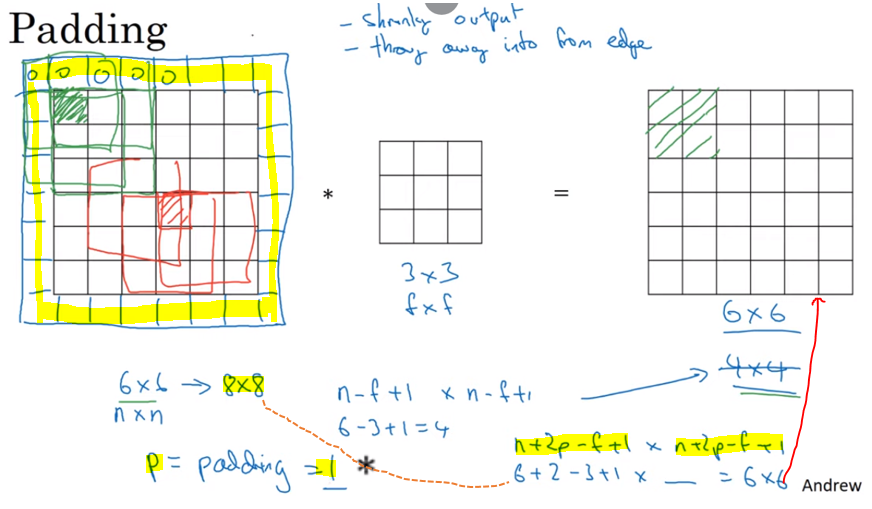 Padding
- shrinky output
- throw away info from edge
0 0 0 0 0
*
=
3 × 3
f × f
6 × 6
4 × 4
6 × 6 → 8×8
n × n
n-f+1 × n-f+1
6-3+1=4
p = padding = 1 *
n+2p-f+1 × n+2p-f+1
6+2-3+1 × __ = 6×6
Andrew